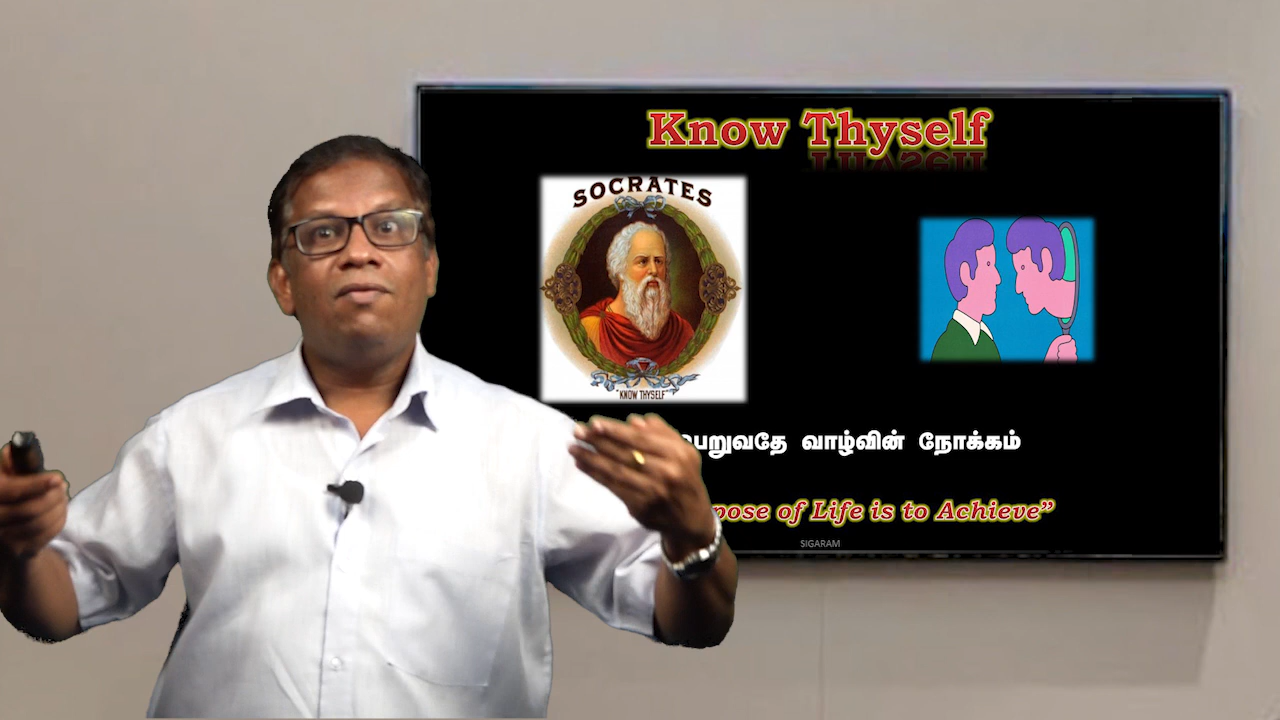 Know Thyself
SOCRATES
"KNOW THYSELF"
வாழ்வின் நோக்கம்
of Life is to Achieve”
SIGARAM